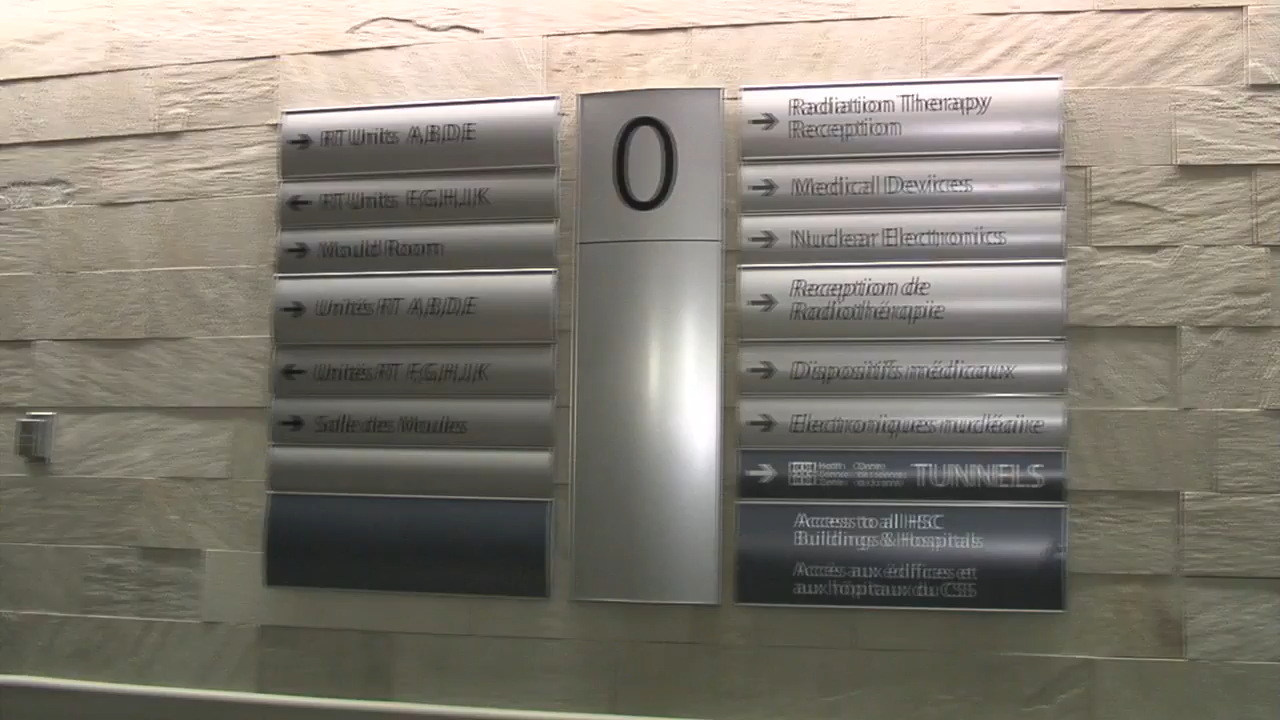 RT Units A,B,D,E
RT Units F,G,H,J,K
Mould Room
Unités RT A,B,D,E
Unités RT F,G,H,J,K
Salle des Moules
0
Radiation Therapy
Reception
Medical Devices
Nuclear Electronics
Reception de
Radiothérapie
Dispositifs médicaux
Electroniques nucléaire
Health
Centre
TUNNELS
Access to all HSC
Buildings & Hospitals
Accès aux édifices et
aux hôpitaux du CSS